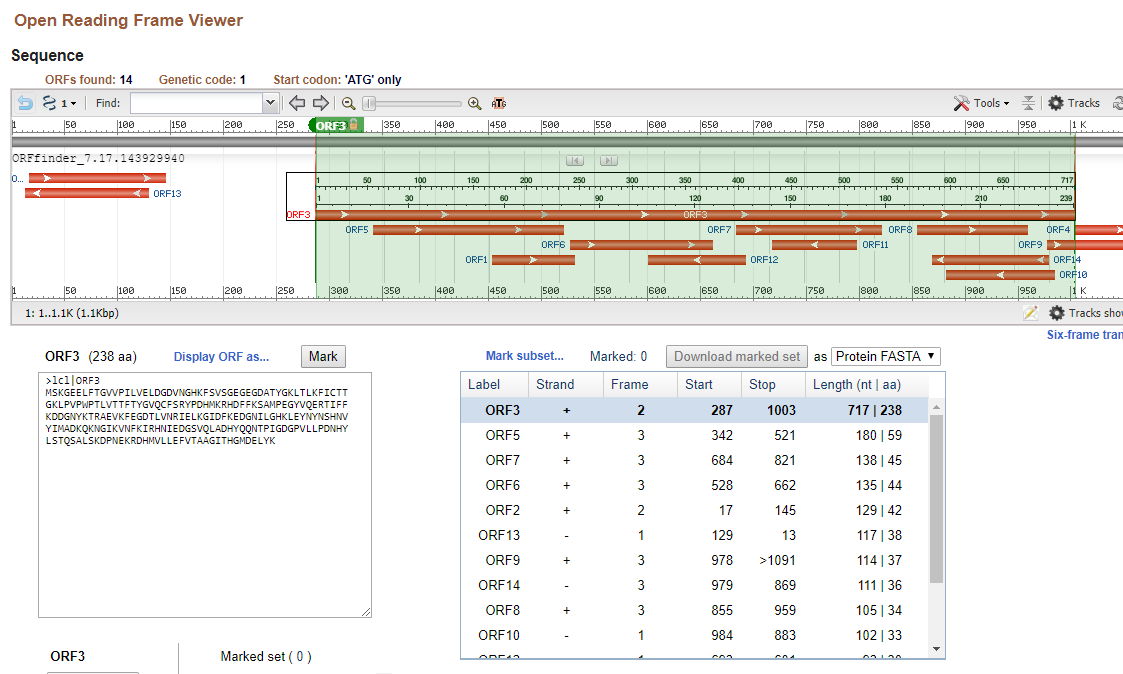 Open Reading Frame Viewer
Sequence
ORFs found: 14 Genetic code: 1 Start codon: 'ATG' only
1 Find: ATG Tools Tracks
1 50 100 150 200 250 ORF3 350 400 450 500 550 600 650 700 750 800 850 900 950 1 K
ORFfinder_7.17.143929940
O...
ORF13
1 50 100 150 200 250 300 350 400 450 500 550 600 650 717
1 30 60 90 120 150 180 210 239
ORF3 ORF3
ORF5 ORF7 ORF8 ORF4
ORF6 ORF11 ORF9
ORF1 ORF12 ORF14
ORF10
1 50 100 150 200 250 300 350 400 450 500 550 600 650 700 750 800 850 900 950 1 K
1: 1..1.1K (1.1Kbp) Tracks show
Six-frame tran
ORF3 (238 aa) Display ORF as... Mark
>lcl|ORF3
MSKGEELFTGVVPILVELDGDVNGHKFSVSGEGEGDATYGKLTLKFICTT
GKLPVPWPTLVTTFTYGVQCFSRYPDHMKRHDFFKSAMPEGYVQERTIFF
KDDGNYKTRAEVKFEGDTLVNRIELKGIDFKEDGNILGHKLEYNYNSHNV
YIMADKQKNGIKVNFKIRHNIEDGSVQLADHYQQNTPIGDGPVLLPDNHY
LSTQSALSKDPNEKRDHMVLLEFVTAAGITHGMDELYK
Mark subset... Marked: 0 Download marked set as Protein FASTA
Label Strand Frame Start Stop Length (nt | aa)
ORF3 + 2 287 1003 717 | 238
ORF5 + 3 342 521 180 | 59
ORF7 + 3 684 821 138 | 45
ORF6 + 3 528 662 135 | 44
ORF2 + 2 17 145 129 | 42
ORF13 - 1 129 13 117 | 38
ORF9 + 3 978 >1091 114 | 37
ORF14 - 3 979 869 111 | 36
ORF8 + 3 855 959 105 | 34
ORF10 - 1 984 883 102 | 33
ORF3 Marked set ( 0 )